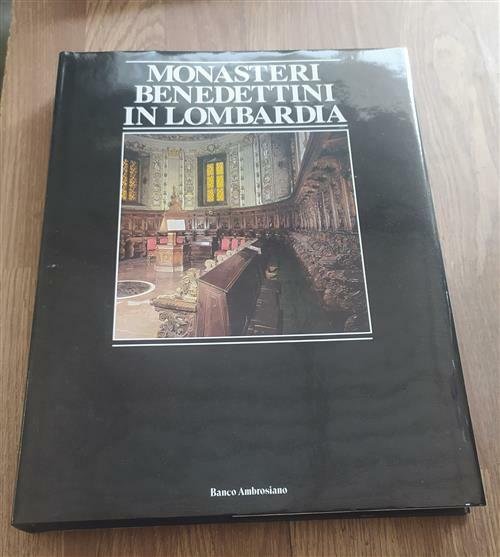 MONASTERI
BENEDETTINI
IN LOMBARDIA
Banco Ambrosiano